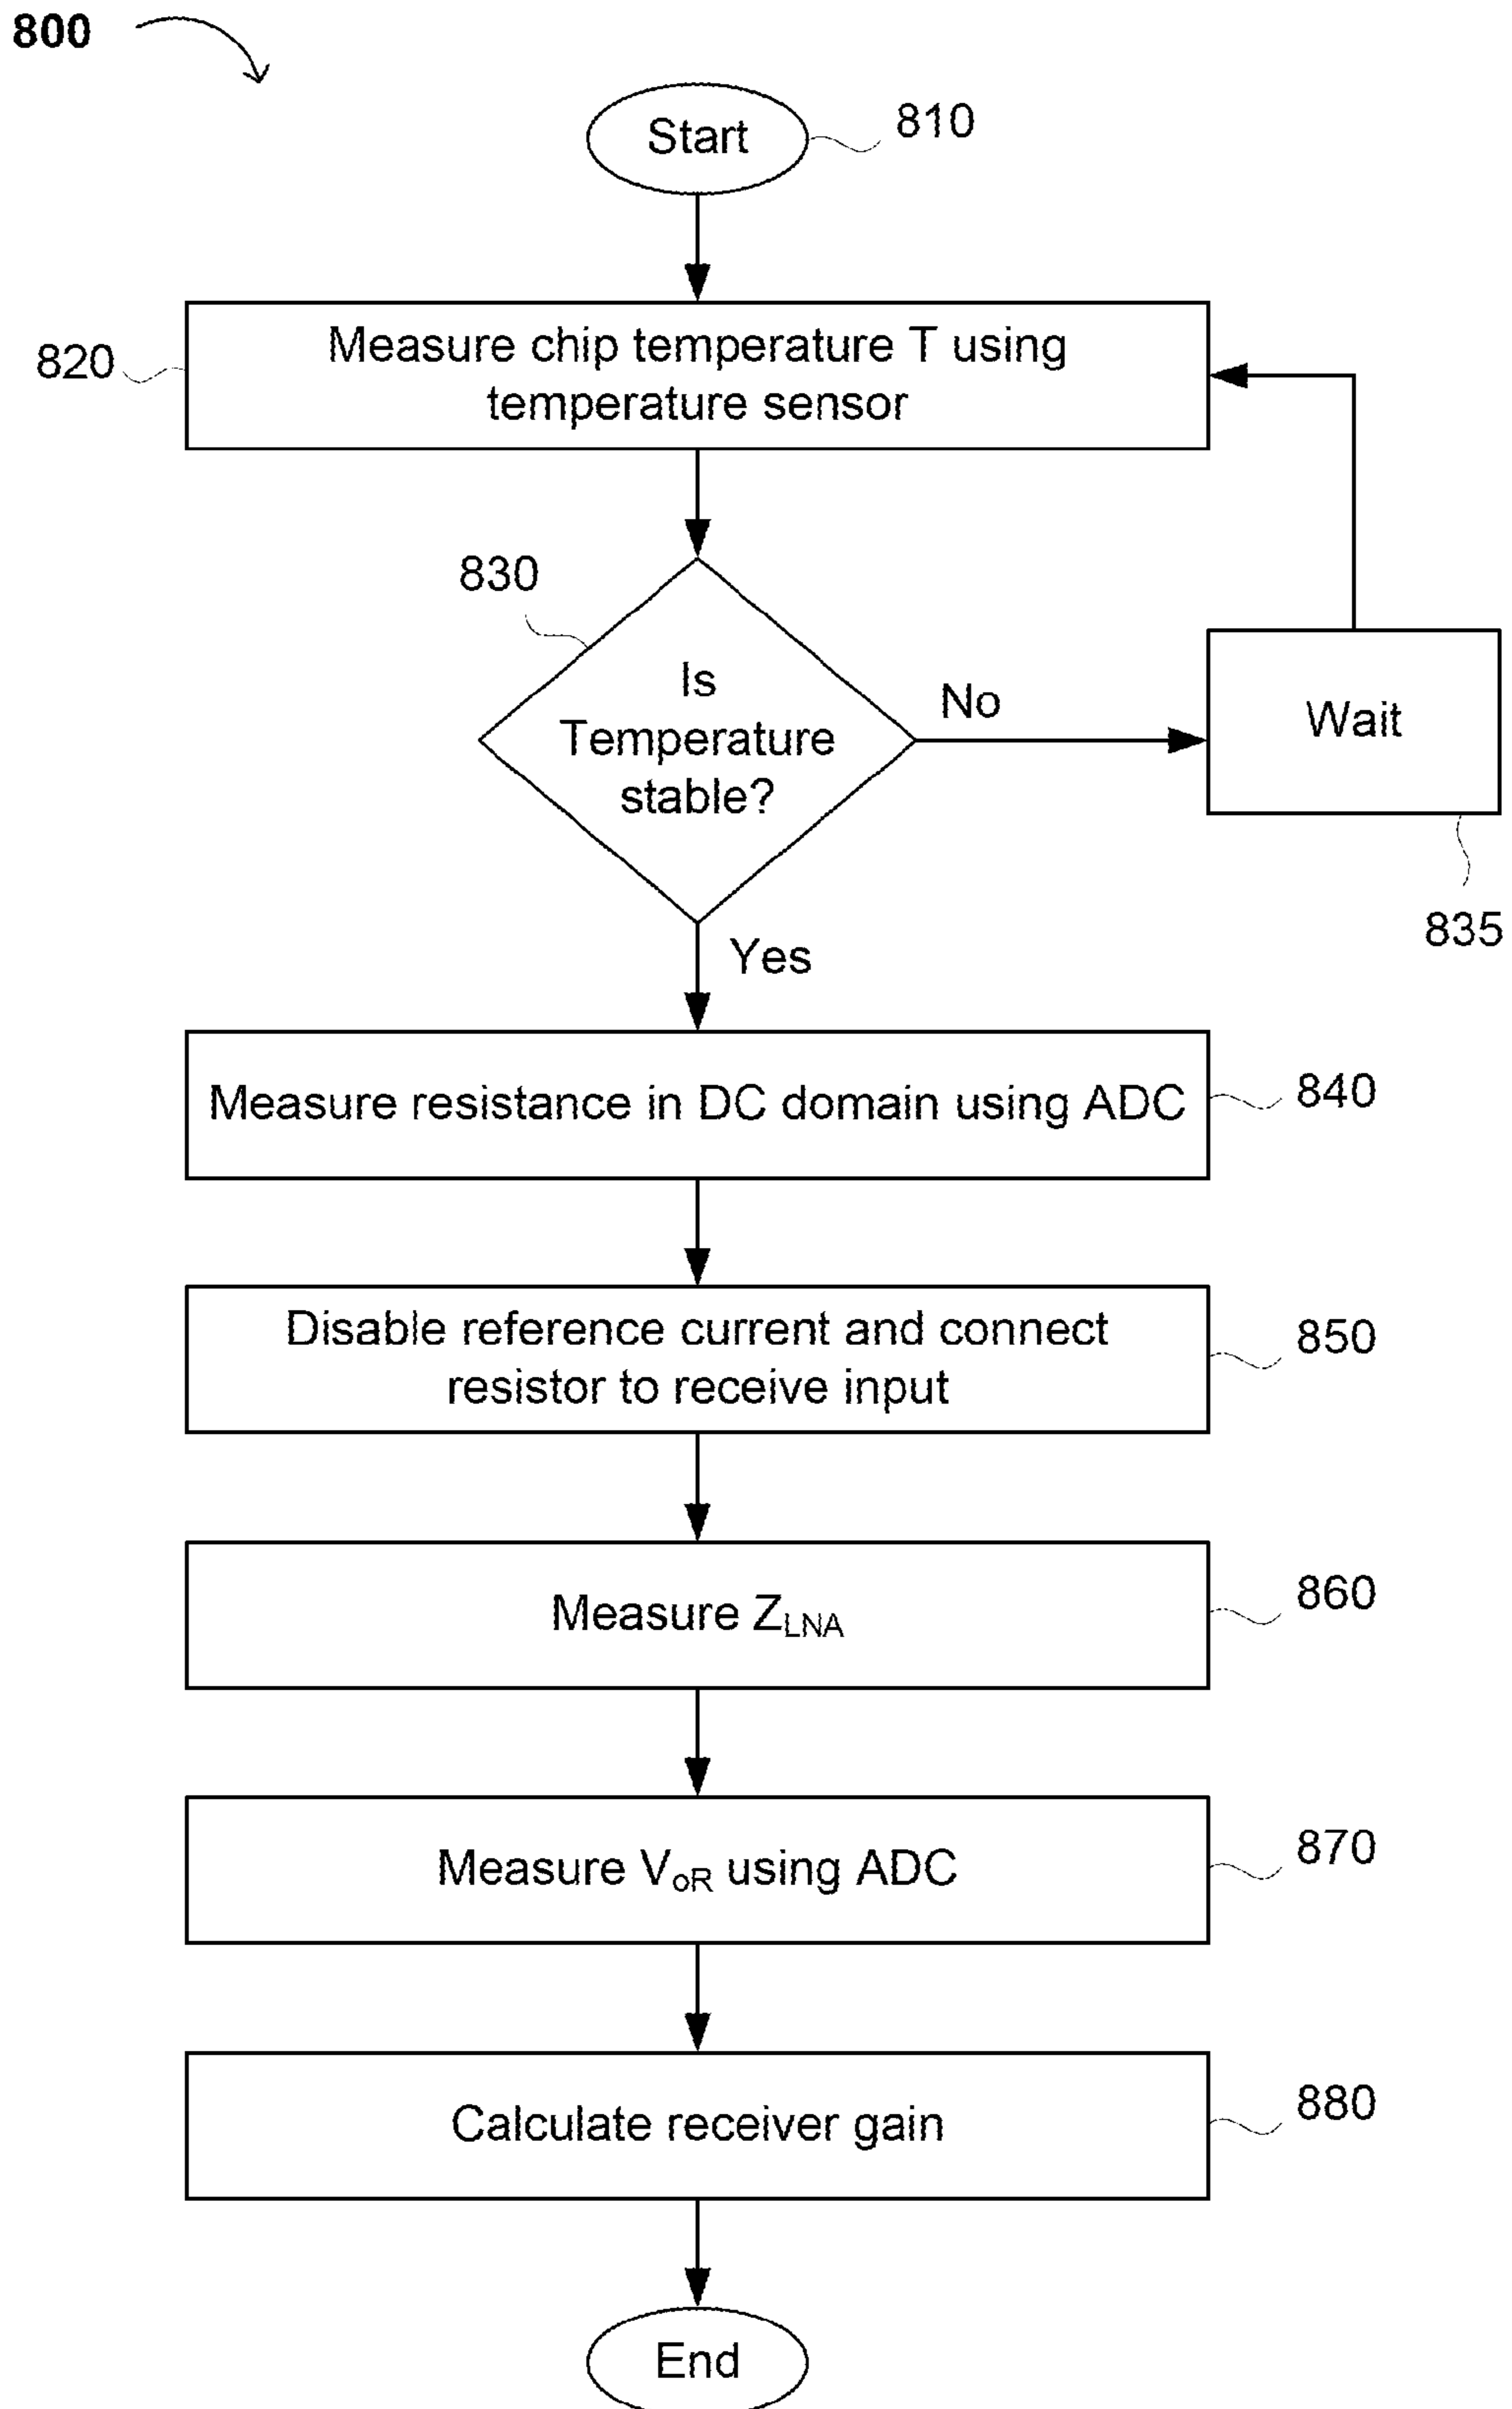 800
Start
810
Measure chip temperature T using
temperature sensor
820
830
Is
Temperature
stable?
No
Wait
835
Yes
Measure resistance in DC domain using ADC
840
Disable reference current and connect
resistor to receive input
850
Measure Z_LNA
860
Measure V_oR using ADC
870
Calculate receiver gain
880
End